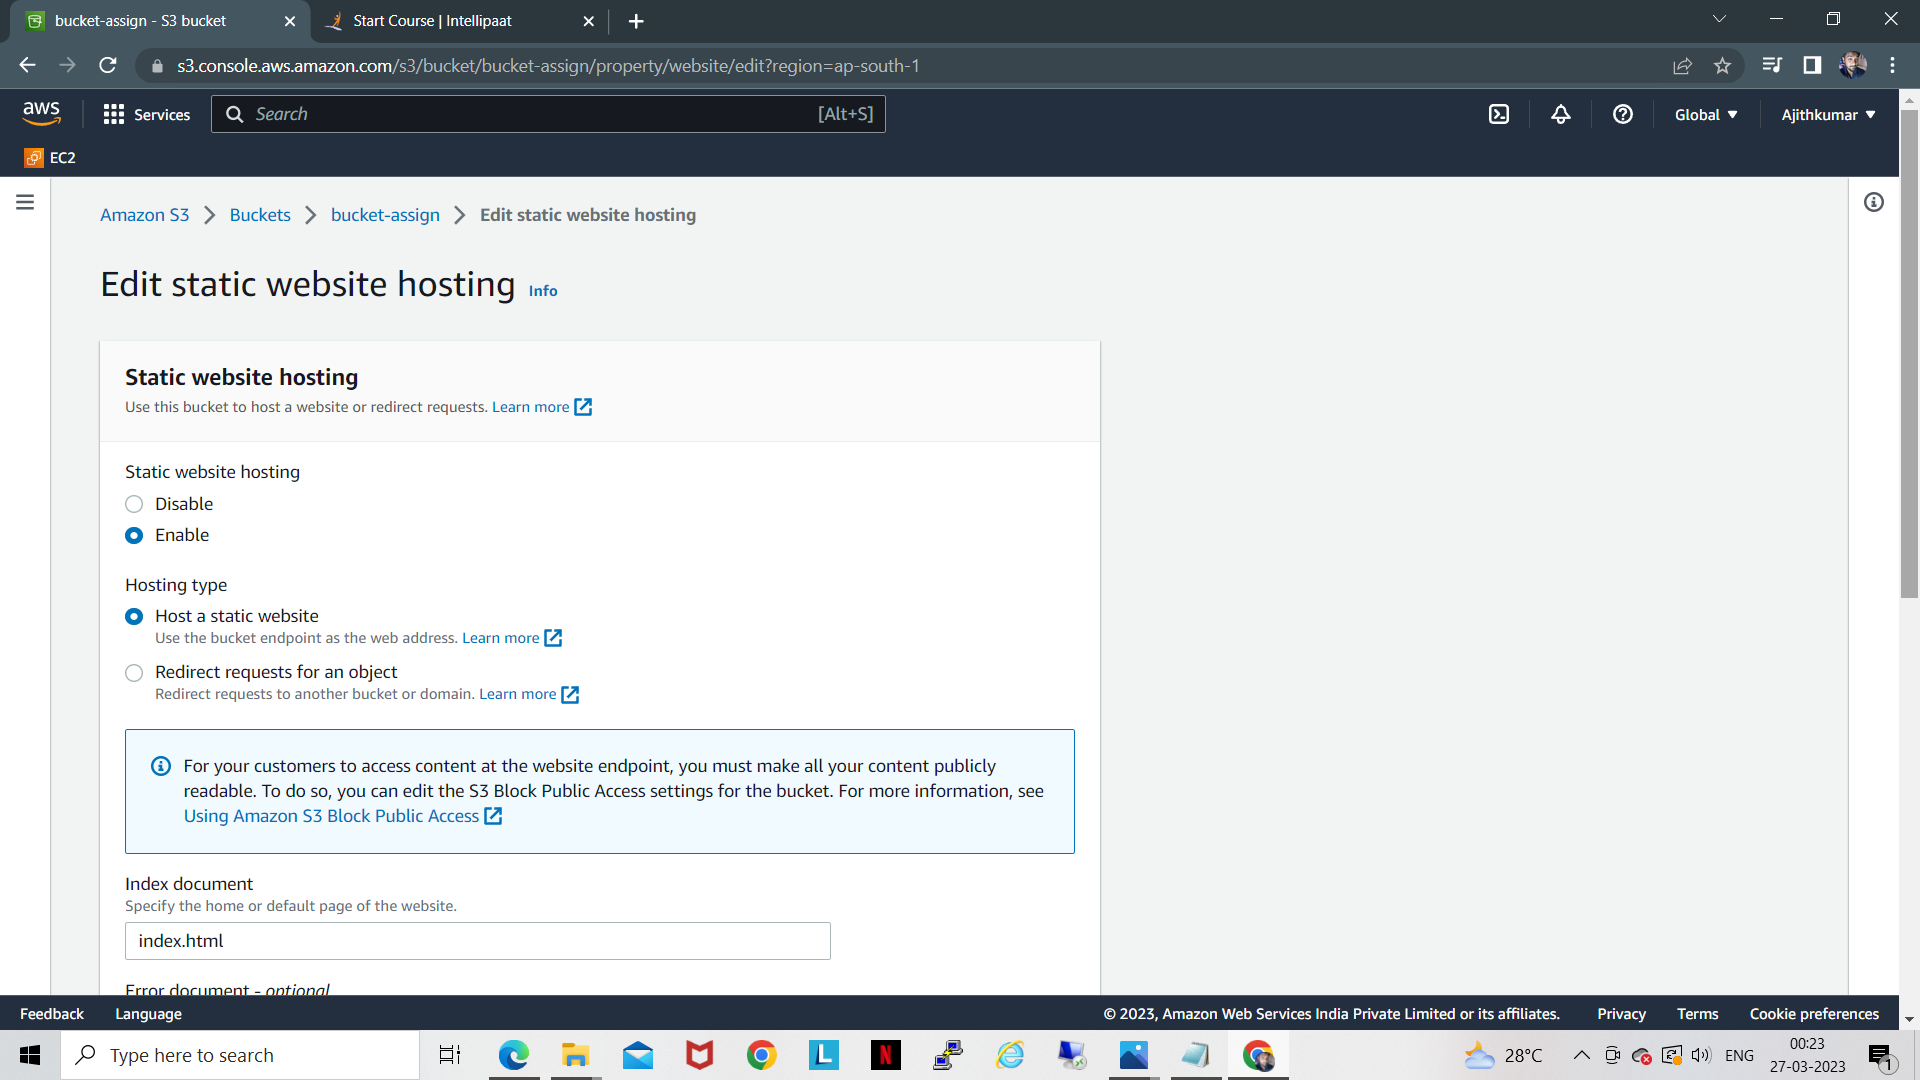 bucket-assign - S3 bucket
Start Course | Intellipaat
s3.console.aws.amazon.com/s3/bucket/bucket-assign/property/website/edit?region=ap-south-1
aws
Services
Search
[Alt+S]
Global
Ajithkumar
EC2
Amazon S3
Buckets
bucket-assign
Edit static website hosting
Edit static website hosting
Info
Static website hosting
Use this bucket to host a website or redirect requests. Learn more
Static website hosting
Disable
Enable
Hosting type
Host a static website
Use the bucket endpoint as the web address. Learn more
Redirect requests for an object
Redirect requests to another bucket or domain. Learn more
For your customers to access content at the website endpoint, you must make all your content publicly
readable. To do so, you can edit the S3 Block Public Access settings for the bucket. For more information, see
Using Amazon S3 Block Public Access
Index document
Specify the home or default page of the website.
index.html
Error document - optional
Feedback
Language
© 2023, Amazon Web Services India Private Limited or its affiliates.
Privacy
Terms
Cookie preferences
Type here to search
L
N
28°C
ENG
00:23
27-03-2023
1